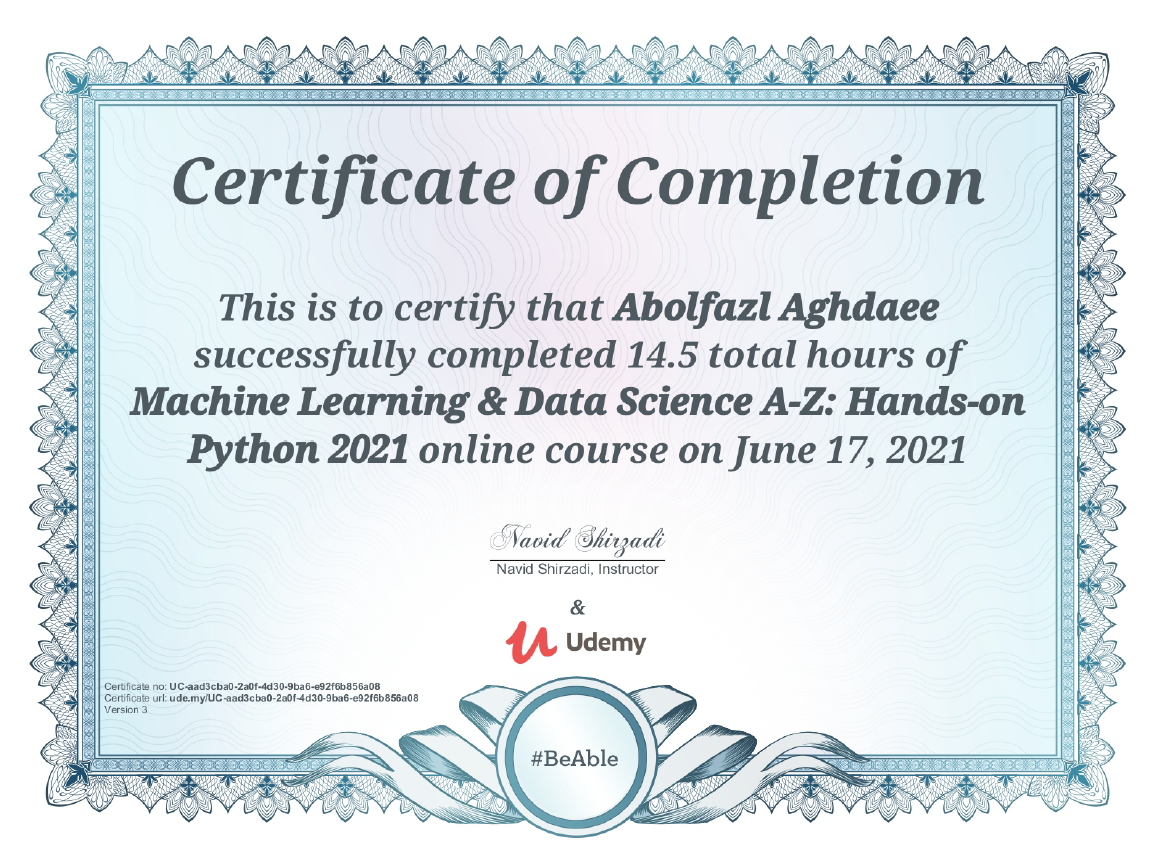 Certificate of Completion
This is to certify that Abolfazl Aghdaee
successfully completed 14.5 total hours of
Machine Learning & Data Science A-Z: Hands-on
Python 2021 online course on June 17, 2021
Navid Shirzadi
Navid Shirzadi, Instructor
&
Udemy
Certificate no: UC-aad3cba0-2a0f-4d30-9ba6-e92f6b856a08
Certificate url: ude.my/UC-aad3cba0-2a0f-4d30-9ba6-e92f6b856a08
Version 3
#BeAble